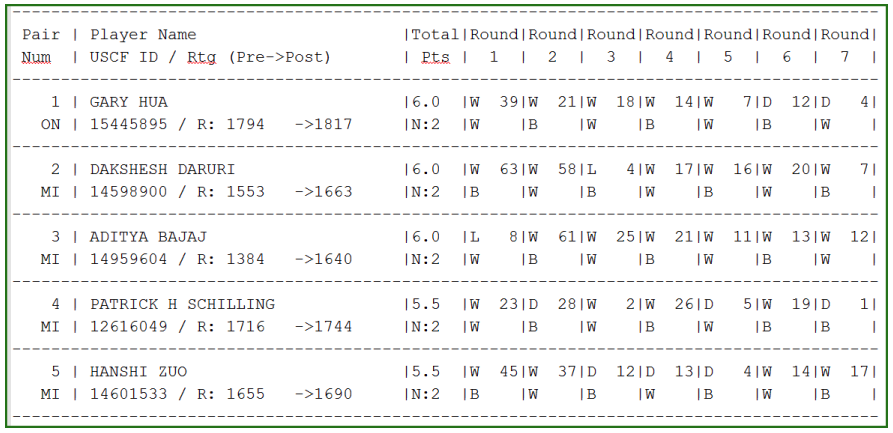 Pair | Player Name |Total|Round|Round|Round|Round|Round|Round|Round|
Num | USCF ID / Rtg (Pre->Post) | Pts | 1 | 2 | 3 | 4 | 5 | 6 | 7 |
1 | GARY HUA |6.0 |W 39|W 21|W 18|W 14|W 7|D 12|D 4|
ON | 15445895 / R: 1794 ->1817 |N:2 |W |B |W |B |W |B |W |
2 | DAKSHESH DARURI |6.0 |W 63|W 58|L 4|W 17|W 16|W 20|W 7|
MI | 14598900 / R: 1553 ->1663 |N:2 |B |W |B |W |B |W |B |
3 | ADITYA BAJAJ |6.0 |L 8|W 61|W 25|W 21|W 11|W 13|W 12|
MI | 14959604 / R: 1384 ->1640 |N:2 |W |B |W |B |W |B |W |
4 | PATRICK H SCHILLING |5.5 |W 23|D 28|W 2|W 26|D 5|W 19|D 1|
MI | 12616049 / R: 1716 ->1744 |N:2 |W |B |W |B |W |B |B |
5 | HANSHI ZUO |5.5 |W 45|W 37|D 12|D 13|D 4|W 14|W 17|
MI | 14601533 / R: 1655 ->1690 |N:2 |B |W |B |W |B |W |B |